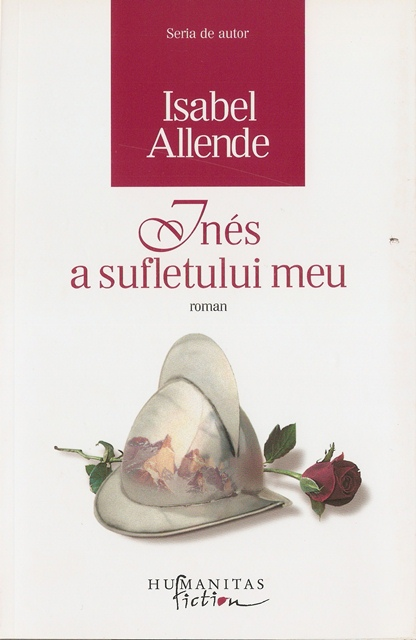 Seria de autor
Isabel
Allende
Inés
a sufletului meu
roman
HUMANITAS
fiction